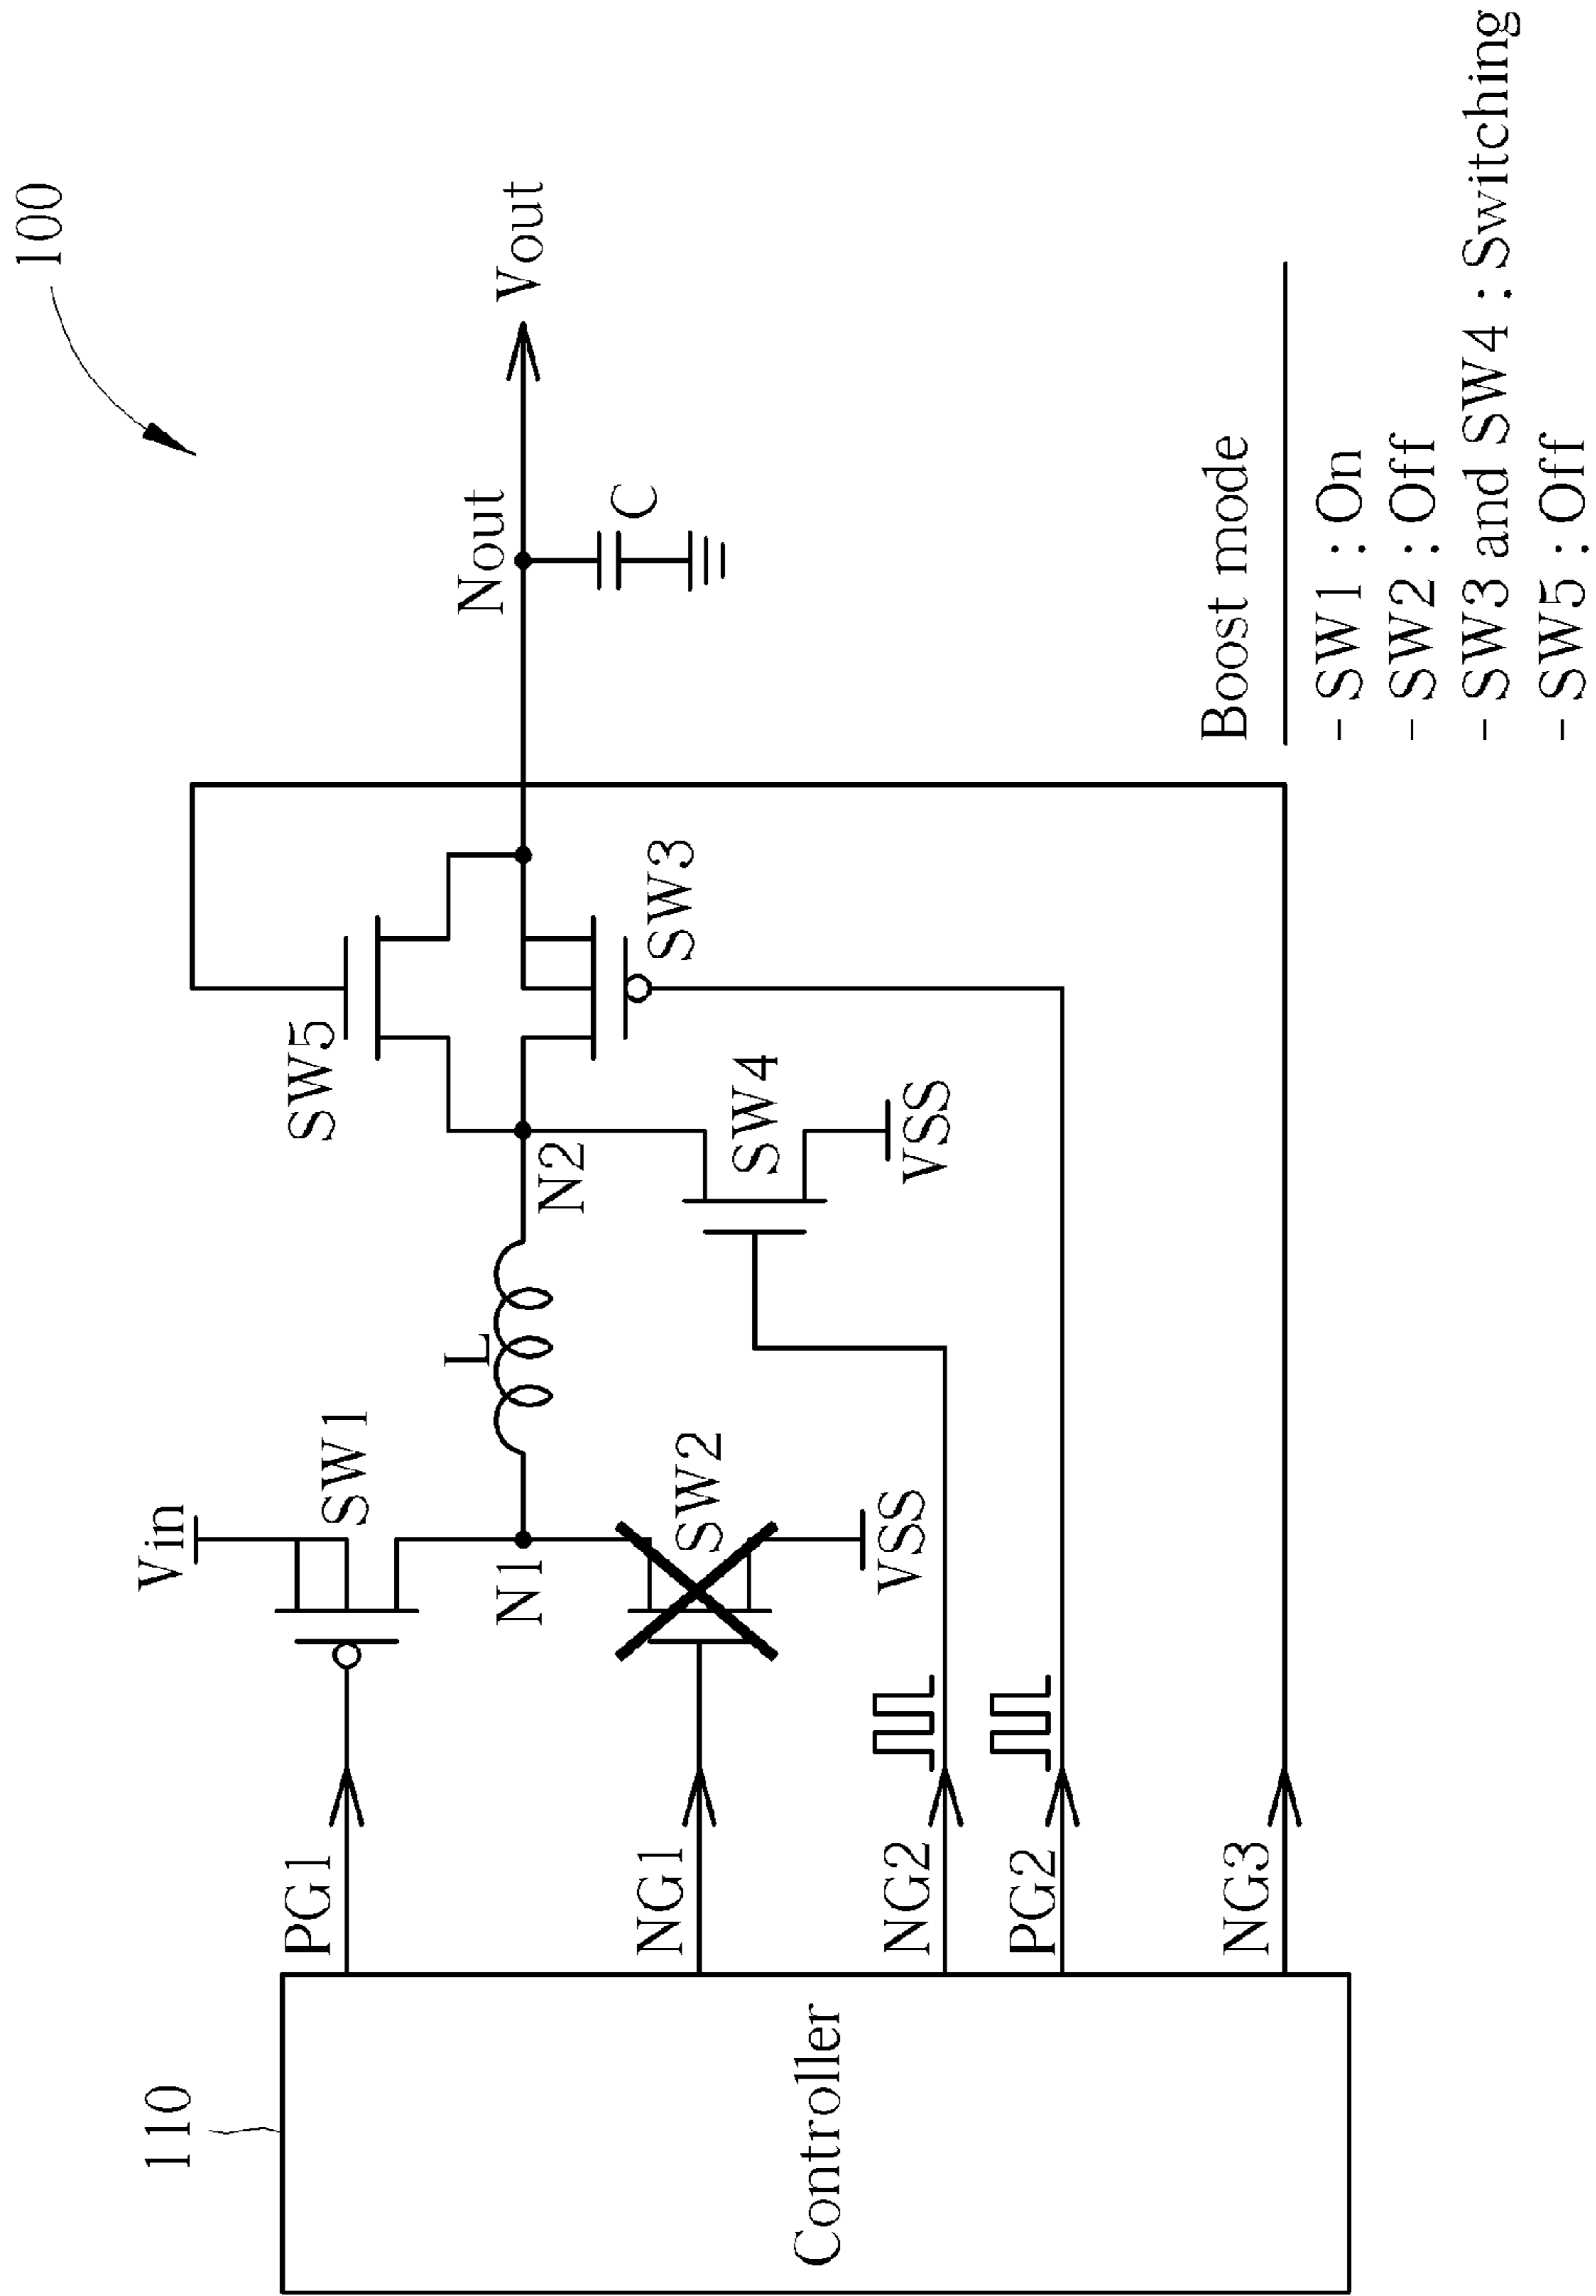 100
Vin
SW1
PG1
N1
L
N2
SW5
SW3
Nout
Vout
C
SW2
NG1
VSS
SW4
VSS
NG2
PG2
NG3
110
Controller
Boost mode
- SW1 : On
- SW2 : Off
- SW3 and SW4 : Switching
- SW5 : Off